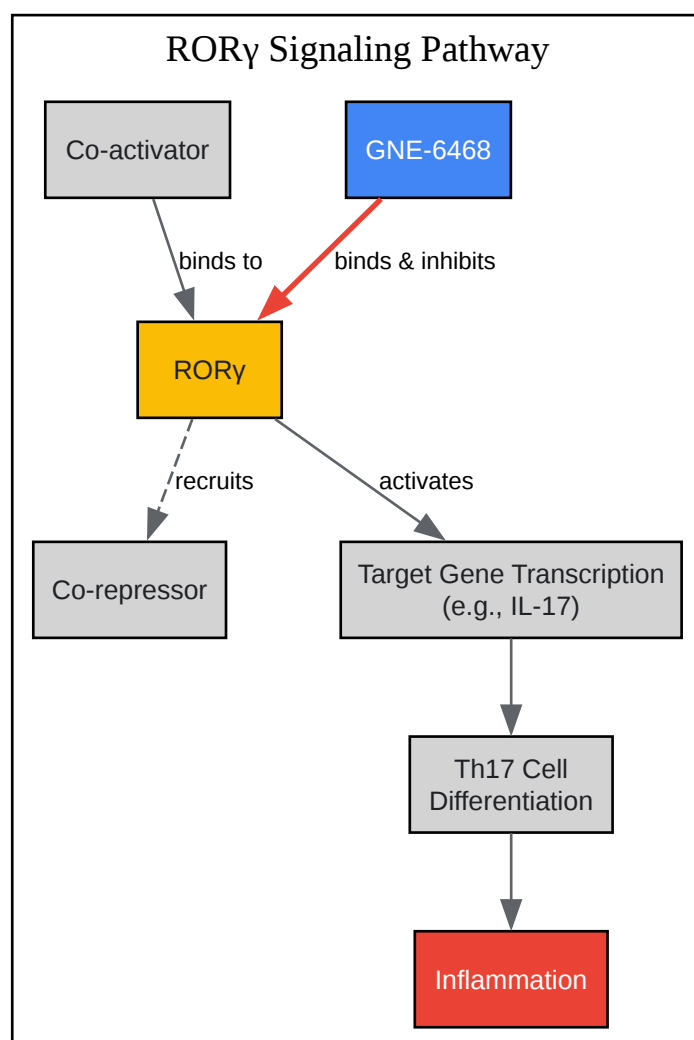 RORγ Signaling Pathway
Co-activator
GNE-6468
binds to
binds & inhibits
RORγ
recruits
activates
Co-repressor
Target Gene Transcription
(e.g., IL-17)
Th17 Cell
Differentiation
Inflammation